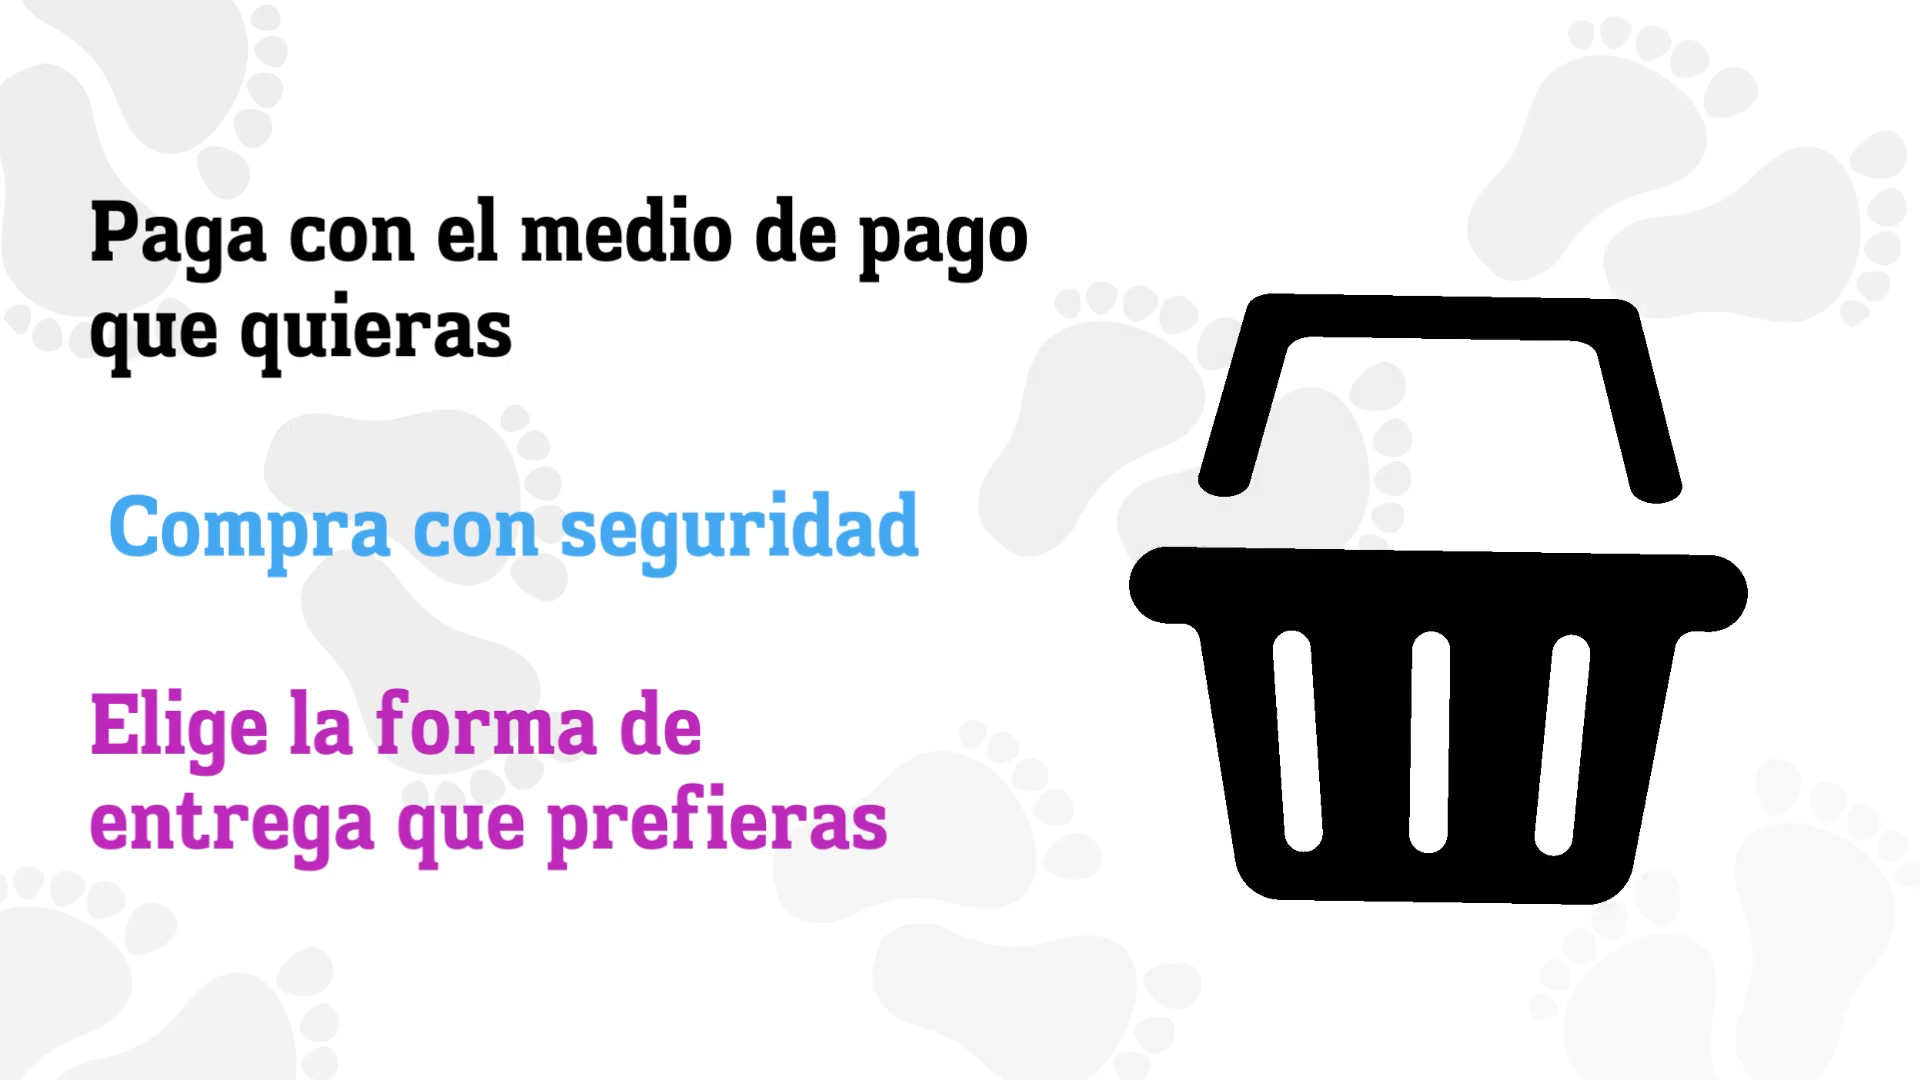 Paga con el medio de pago
que quieras
Compra con seguridad
Elige la forma de
entrega que prefieras